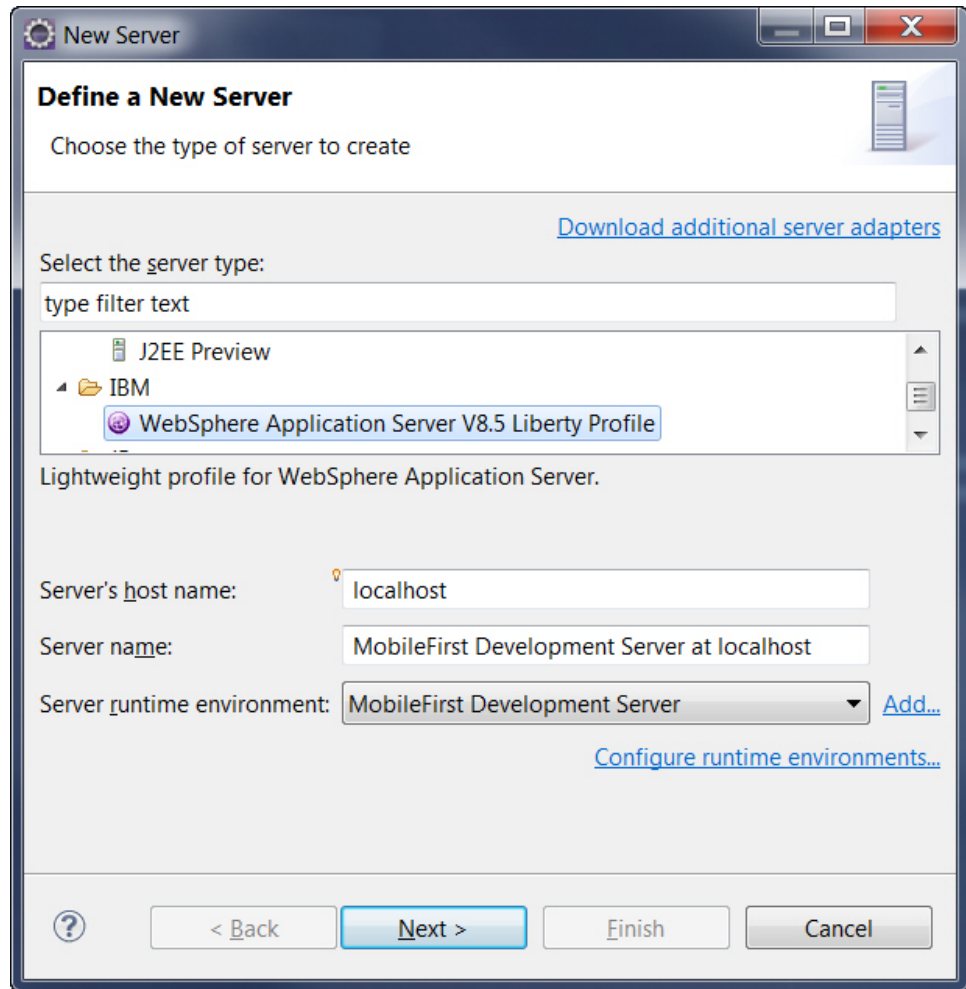 New Server
Define a New Server
Choose the type of server to create
Download additional server adapters
Select the server type:
type filter text
J2EE Preview
IBM
WebSphere Application Server V8.5 Liberty Profile
Lightweight profile for WebSphere Application Server.
Server's host name: localhost
Server name: MobileFirst Development Server at localhost
Server runtime environment: MobileFirst Development Server Add...
Configure runtime environments...
? < Back Next > Finish Cancel